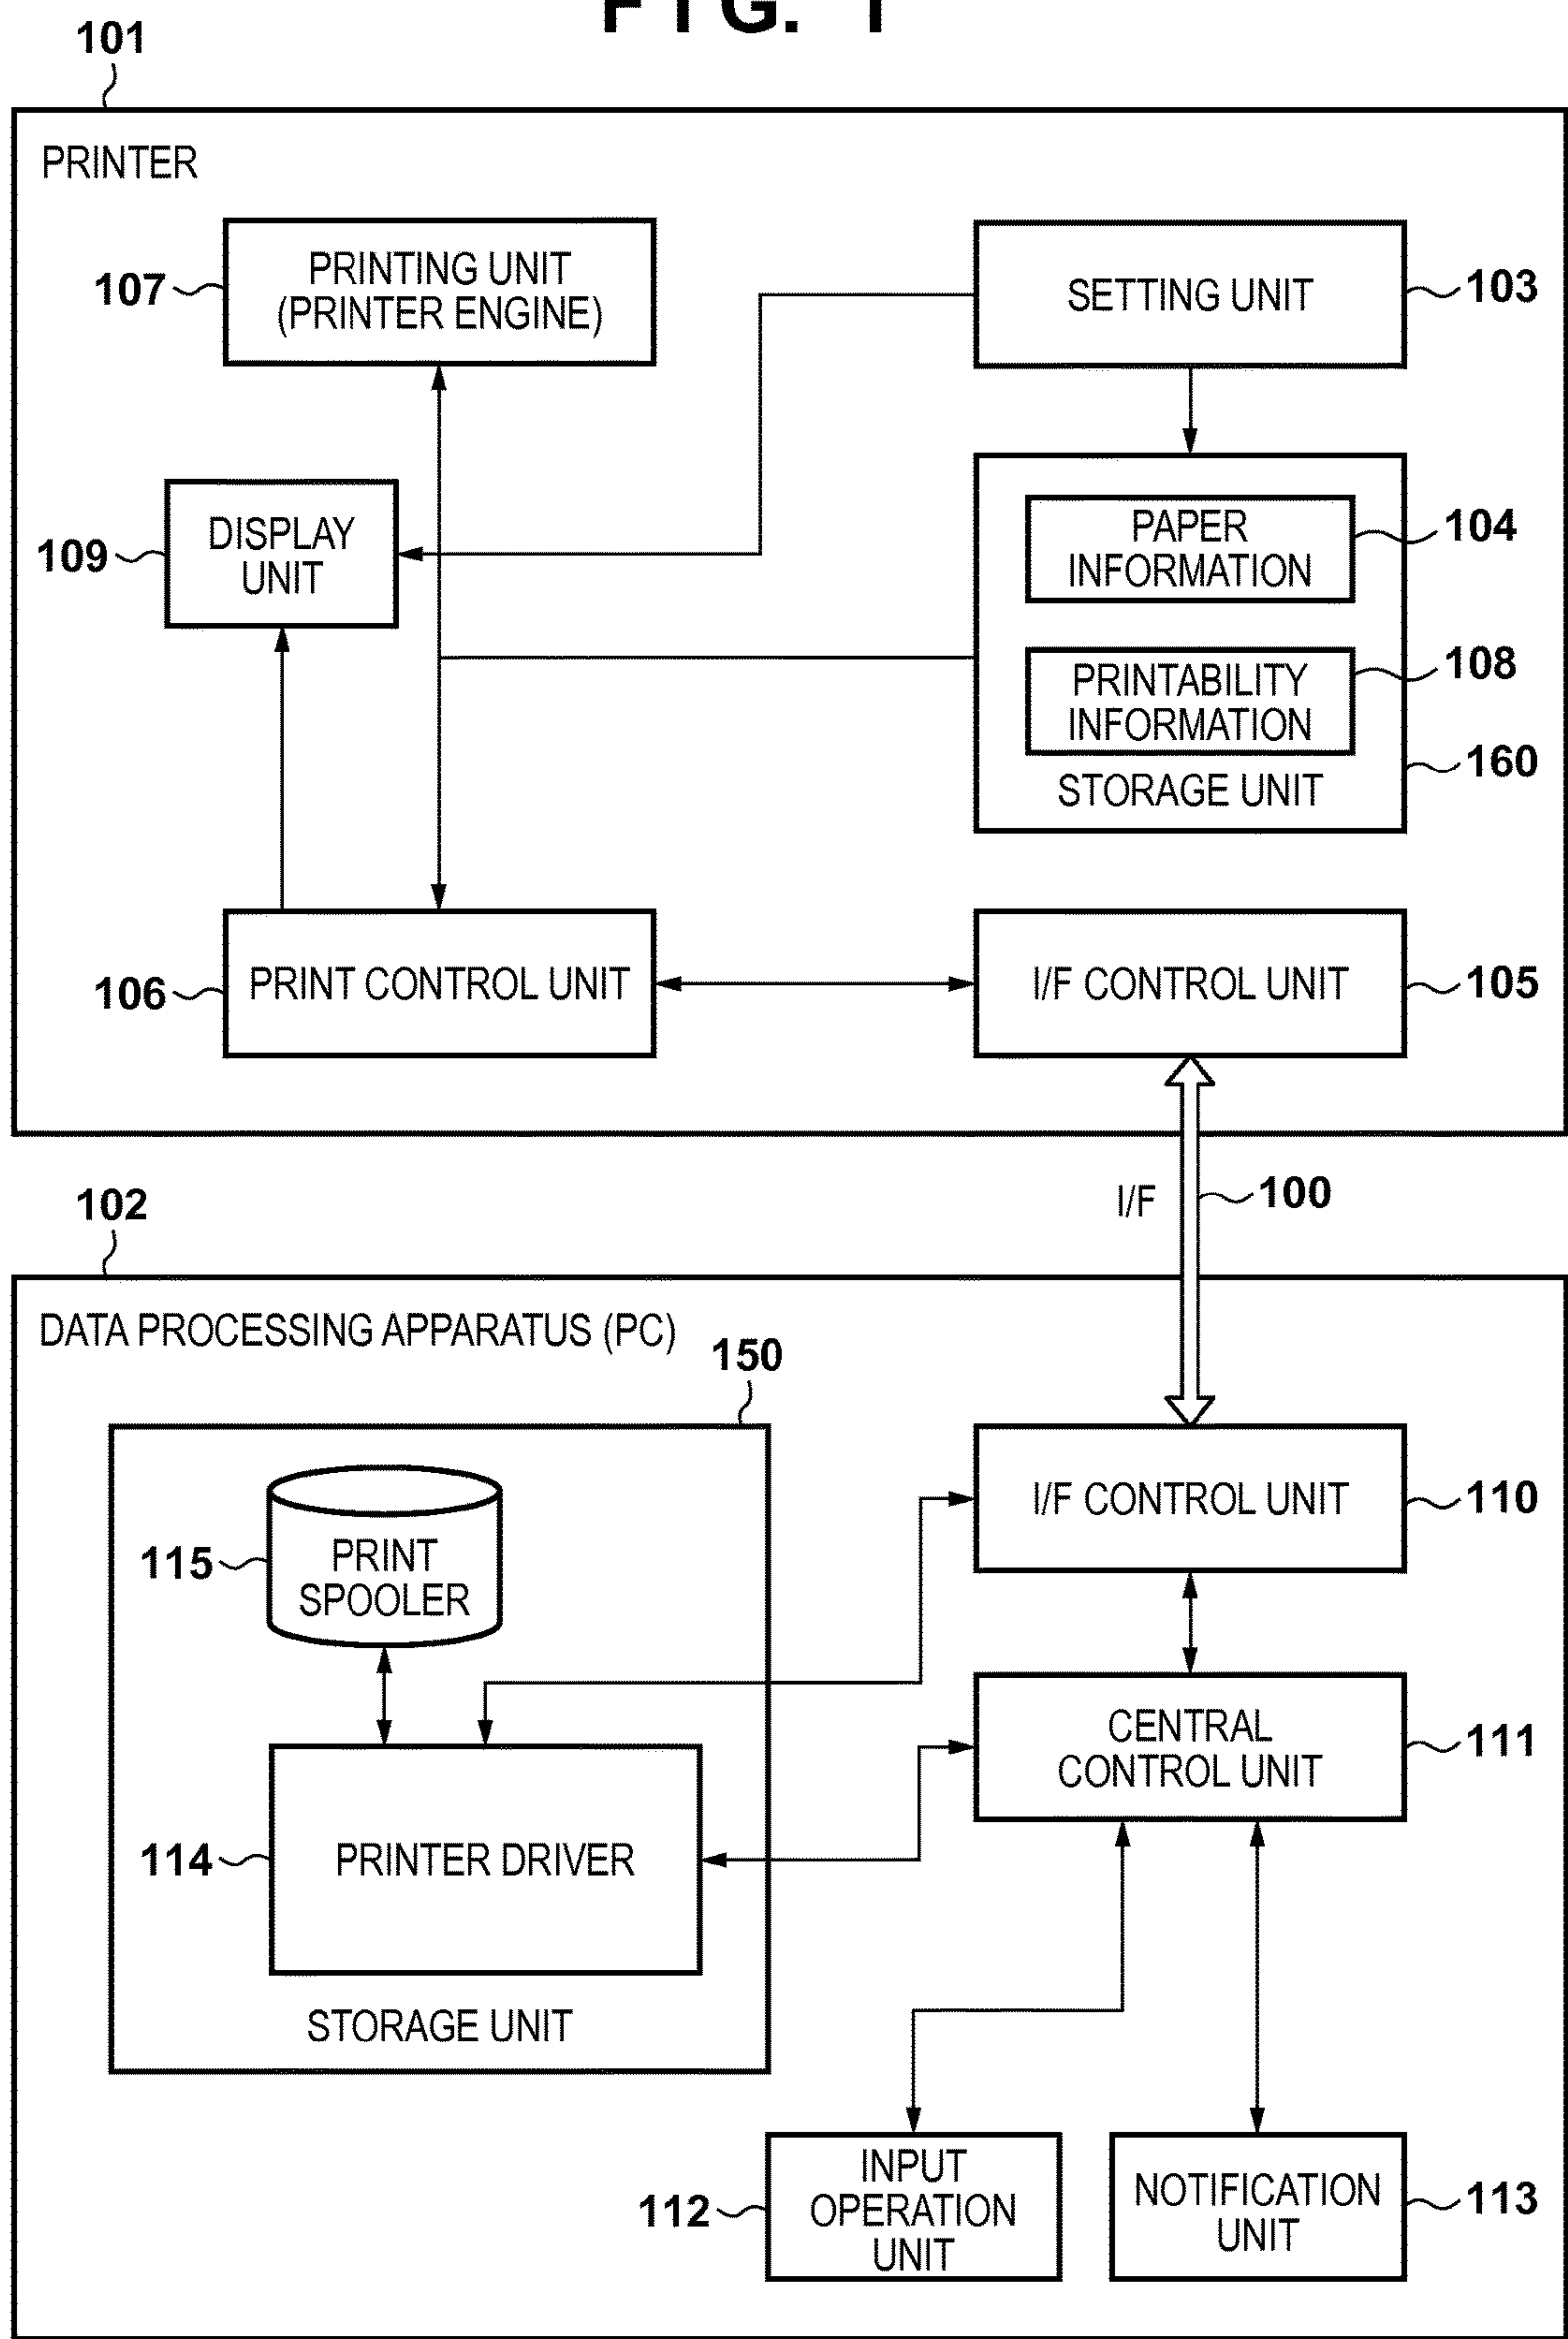 FIG. 1
101
PRINTER
107
PRINTING UNIT
(PRINTER ENGINE)
SETTING UNIT
103
109
DISPLAY
UNIT
PAPER
INFORMATION
104
PRINTABILITY
INFORMATION
108
STORAGE UNIT
160
106
PRINT CONTROL UNIT
I/F CONTROL UNIT
105
I/F
100
102
DATA PROCESSING APPARATUS (PC)
150
115
PRINT
SPOOLER
I/F CONTROL UNIT
110
CENTRAL
CONTROL UNIT
111
114
PRINTER DRIVER
STORAGE UNIT
112
INPUT
OPERATION
UNIT
NOTIFICATION
UNIT
113